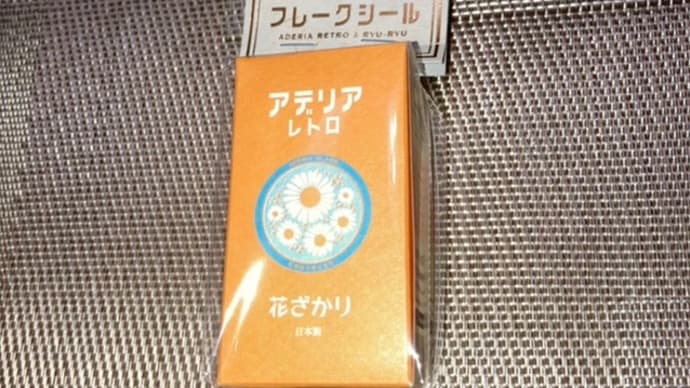 フレークシール
ADERIA RETRO & RYU-RYU
アデリア
レトロ
花ざかり
日本製